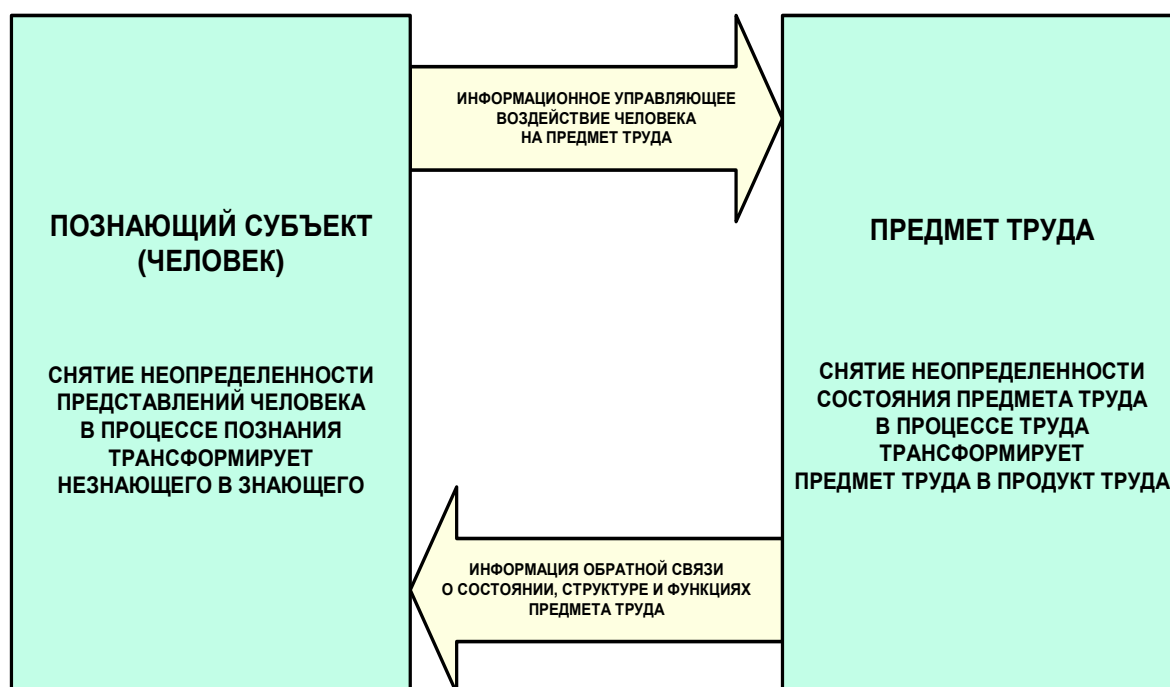 ИНФОРМАЦИОННОЕ УПРАВЛЯЮЩЕЕ
ВОЗДЕЙСТВИЕ ЧЕЛОВЕКА
НА ПРЕДМЕТ ТРУДА
ПОЗНАЮЩИЙ СУБЪЕКТ
(ЧЕЛОВЕК)
СНЯТИЕ НЕОПРЕДЕЛЕННОСТИ
ПРЕДСТАВЛЕНИЙ ЧЕЛОВЕКА
В ПРОЦЕССЕ ПОЗНАНИЯ
ТРАНСФОРМИРУЕТ
НЕЗНАЮЩЕГО В ЗНАЮЩЕГО
ПРЕДМЕТ ТРУДА
СНЯТИЕ НЕОПРЕДЕЛЕННОСТИ
СОСТОЯНИЯ ПРЕДМЕТА ТРУДА
В ПРОЦЕССЕ ТРУДА
ТРАНСФОРМИРУЕТ
ПРЕДМЕТ ТРУДА В ПРОДУКТ ТРУДА
ИНФОРМАЦИЯ ОБРАТНОЙ СВЯЗИ
О СОСТОЯНИИ, СТРУКТУРЕ И ФУНКЦИЯХ
ПРЕДМЕТА ТРУДА